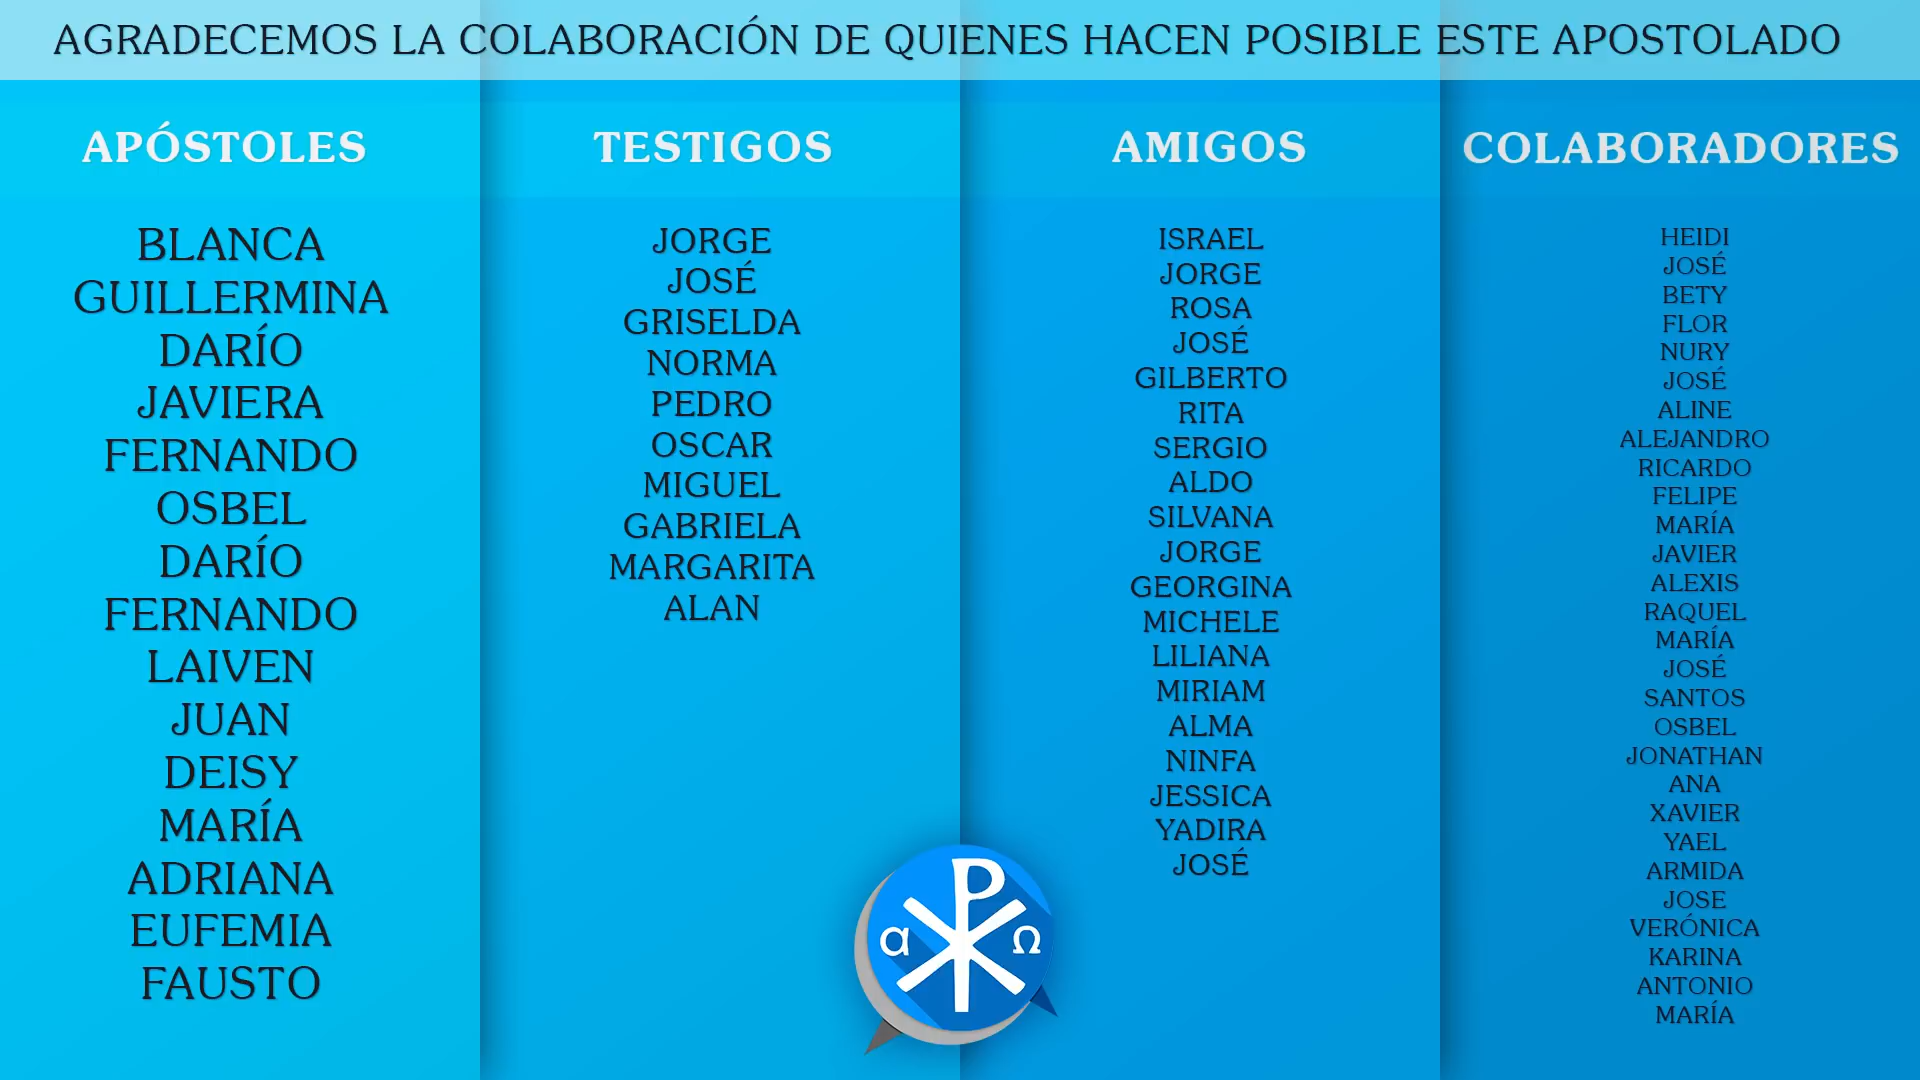 AGRADECEMOS LA COLABORACIÓN DE QUIENES HACEN POSIBLE ESTE APOSTOLADO
APÓSTOLES
BLANCA
GUILLERMINA
DARÍO
JAVIERA
FERNANDO
OSBEL
DARÍO
FERNANDO
LAIVEN
JUAN
DEISY
MARÍA
ADRIANA
EUFEMIA
FAUSTO
TESTIGOS
JORGE
JOSÉ
GRISELDA
NORMA
PEDRO
OSCAR
MIGUEL
GABRIELA
MARGARITA
ALAN
AMIGOS
ISRAEL
JORGE
ROSA
JOSÉ
GILBERTO
RITA
SERGIO
ALDO
SILVANA
JORGE
GEORGINA
MICHELE
LILIANA
MIRIAM
ALMA
NINFA
JESSICA
YADIRA
JOSÉ
COLABORADORES
HEIDI
JOSÉ
BETY
FLOR
NURY
JOSÉ
ALINE
ALEJANDRO
RICARDO
FELIPE
MARÍA
JAVIER
ALEXIS
RAQUEL
MARÍA
JOSÉ
SANTOS
OSBEL
JONATHAN
ANA
XAVIER
YAEL
ARMIDA
JOSE
VERÓNICA
KARINA
ANTONIO
MARÍA
α Ω